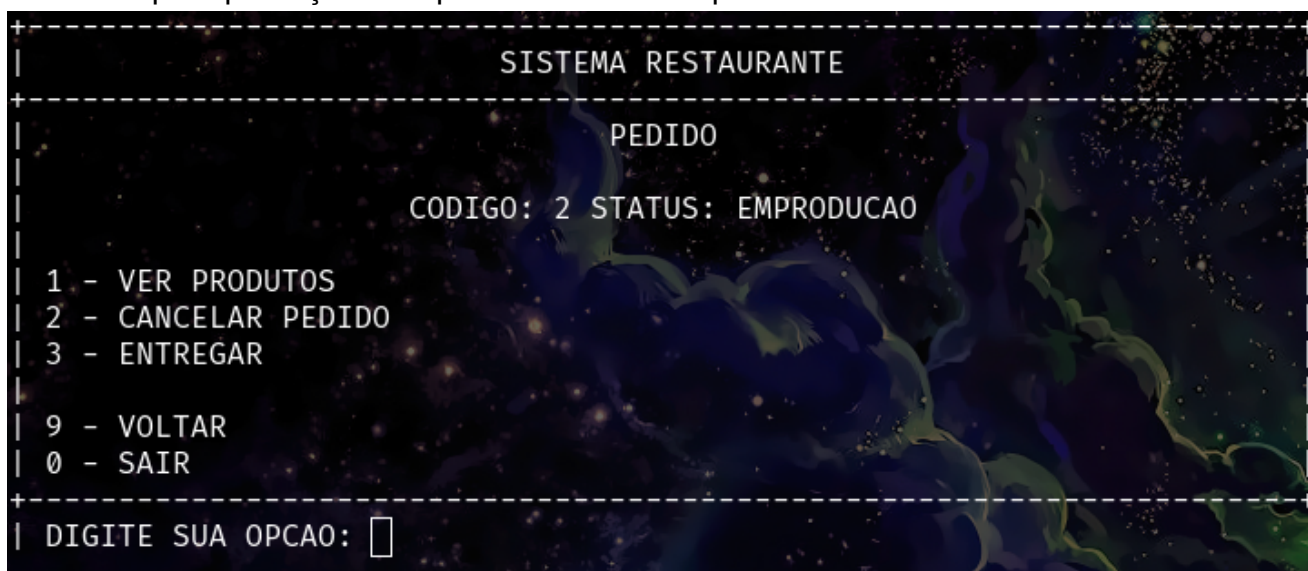 SISTEMA RESTAURANTE
PEDIDO
CODIGO: 2 STATUS: EMPRODUCAO
1 - VER PRODUTOS
2 - CANCELAR PEDIDO
3 - ENTREGAR
9 - VOLTAR
0 - SAIR
DIGITE SUA OPCAO: